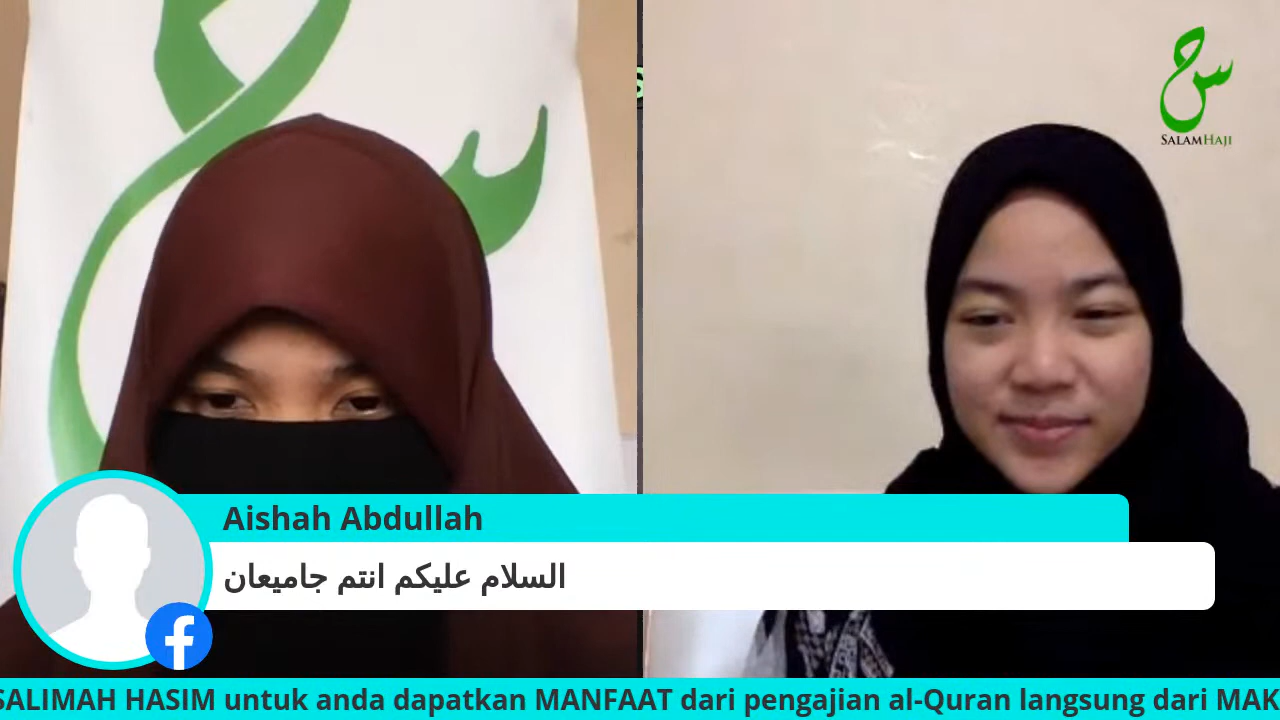 SALAMHAJI
Aishah Abdullah
السلام عليكم انتم جاميعان
SALIMAH HASIM untuk anda dapatkan MANFAAT dari pengajian al-Quran langsung dari MAK